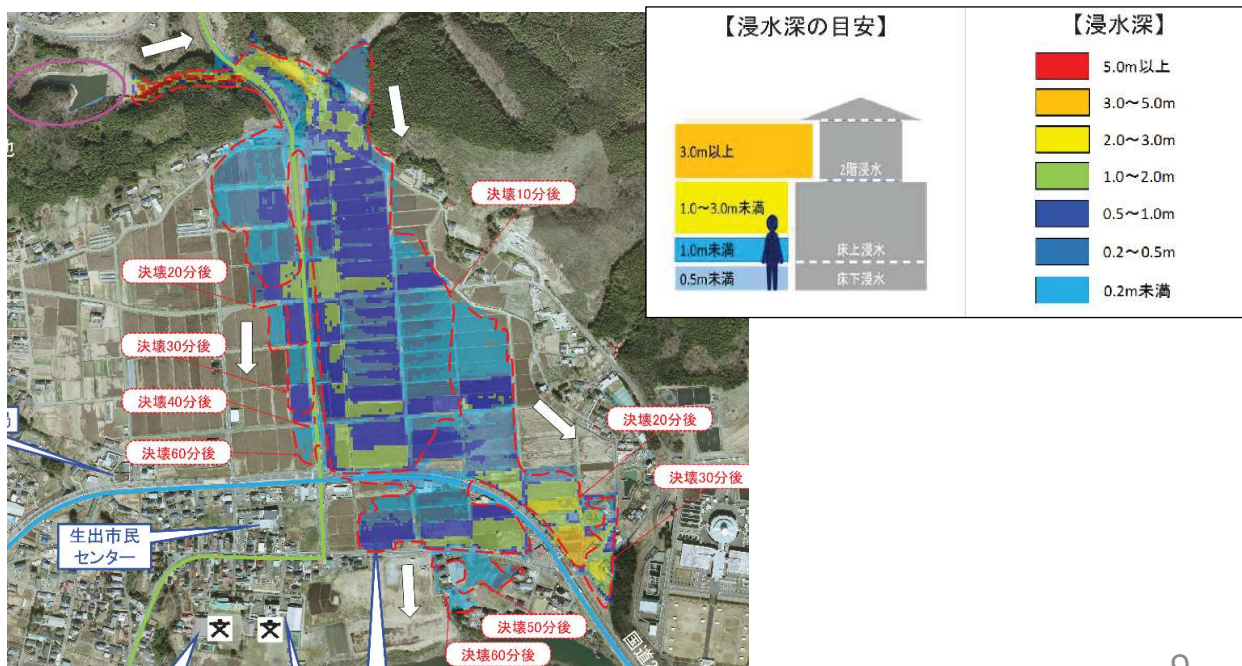 決壊10分後
決壊20分後
決壊30分後
決壊40分後
決壊60分後
決壊20分後
決壊30分後
生出市民
センター
決壊50分後
決壊60分後
国道2
【浸水深の目安】
3.0m以上
2階浸水
1.0〜3.0m未満
1.0m未満
床上浸水
0.5m未満
床下浸水
【浸水深】
5.0m以上
3.0〜5.0m
2.0〜3.0m
1.0〜2.0m
0.5〜1.0m
0.2〜0.5m
0.2m未満